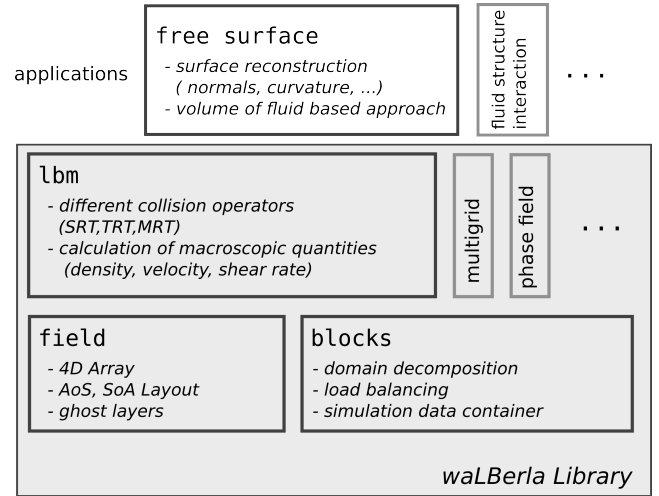 applications
free surface
- surface reconstruction
( normals, curvature, ...)
- volume of fluid based approach
fluid structure
interaction
...
lbm
- different collision operators
(SRT,TRT,MRT)
- calculation of macroscopic quantities
(density, velocity, shear rate)
multigrid
phase field
...
field
- 4D Array
- AoS, SoA Layout
- ghost layers
blocks
- domain decomposition
- load balancing
- simulation data container
waLBerla Library